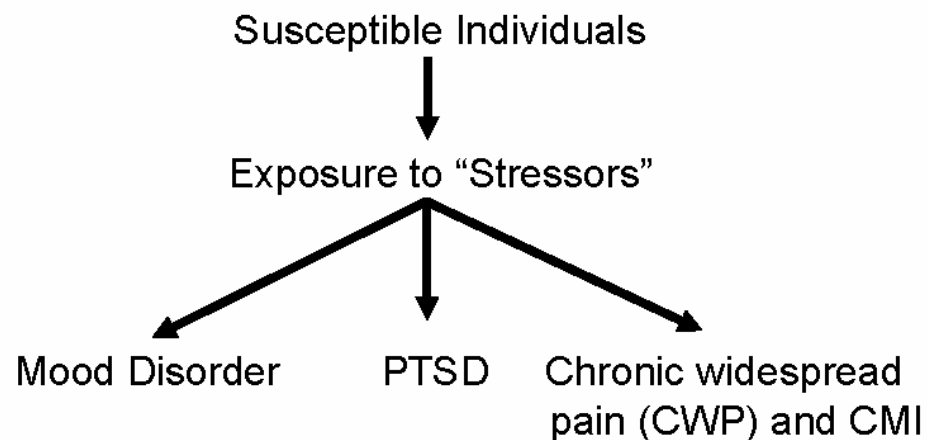 Susceptible Individuals
Exposure to “Stressors”
Mood Disorder
PTSD
Chronic widespread
pain (CWP) and CMI